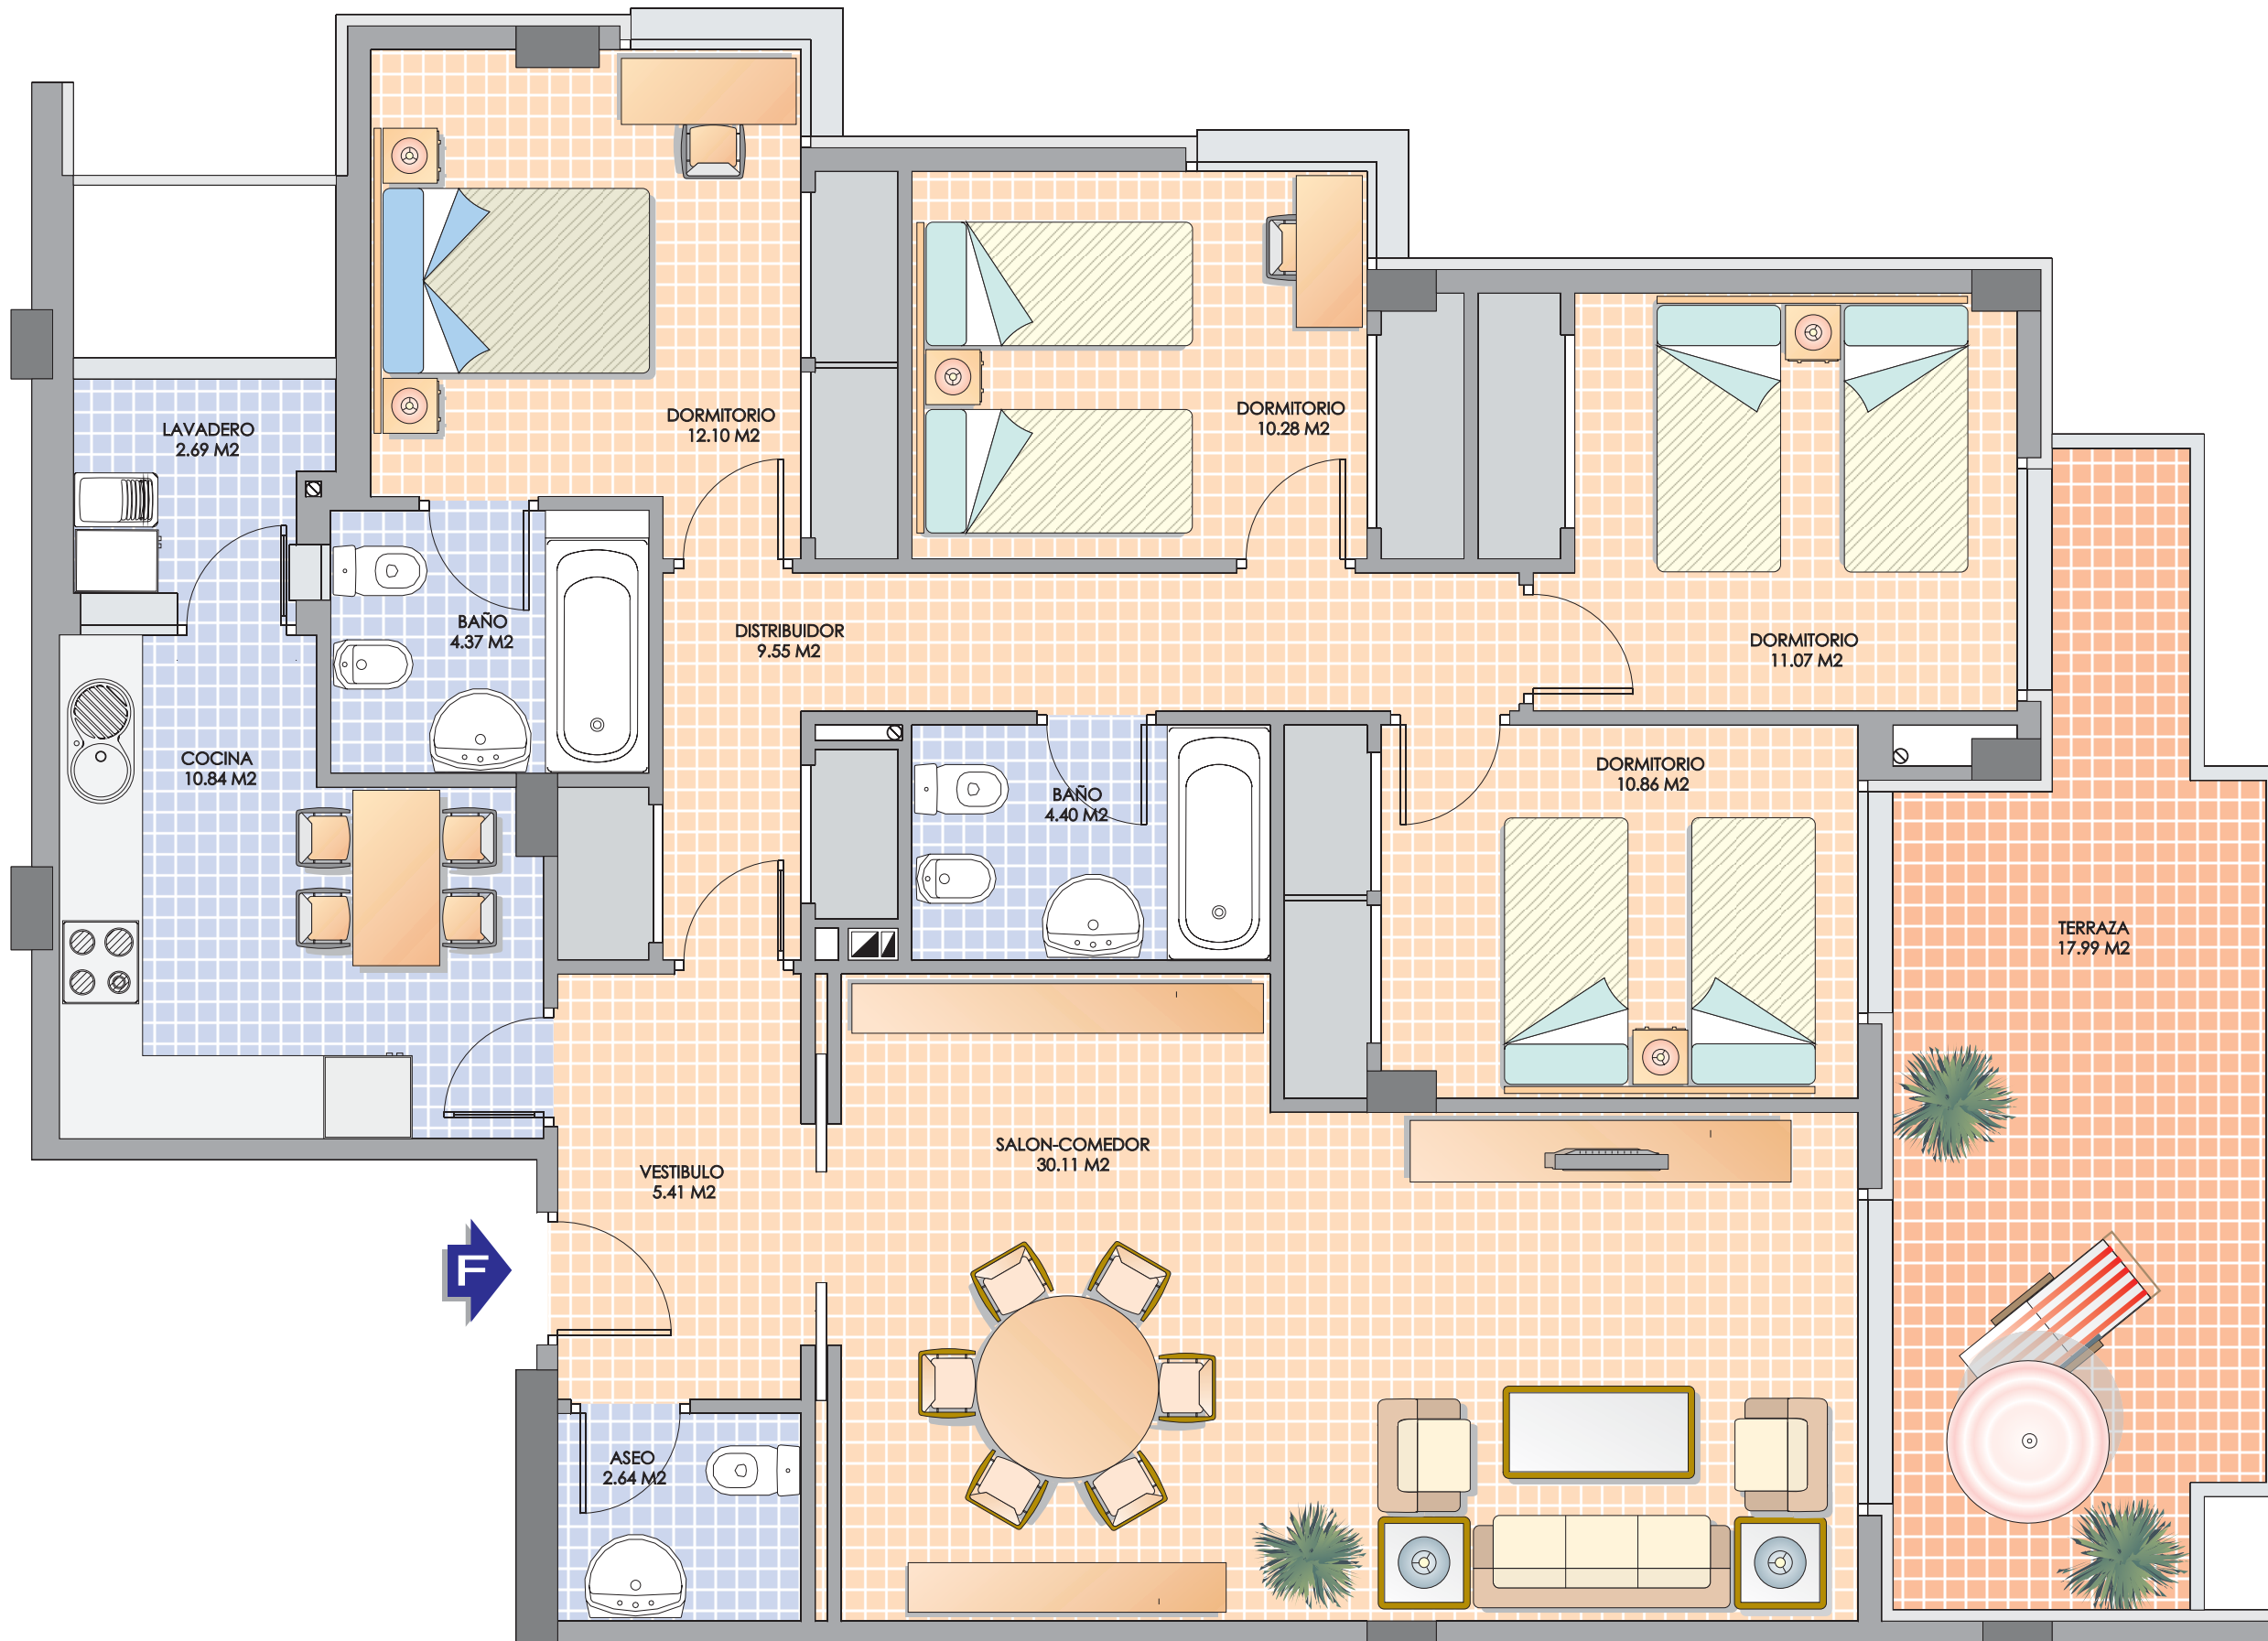 DORMITORIO
12.10 M2
DORMITORIO
10.28 M2
LAVADERO
2.69 M2
BAÑO
4.37 M2
DISTRIBUIDOR
9.55 M2
DORMITORIO
11.07 M2
COCINA
10.84 M2
BAÑO
4.40 M2
DORMITORIO
10.86 M2
TERRAZA
17.99 M2
VESTIBULO
5.41 M2
SALON-COMEDOR
30.11 M2
F
ASEO
2.64 M2